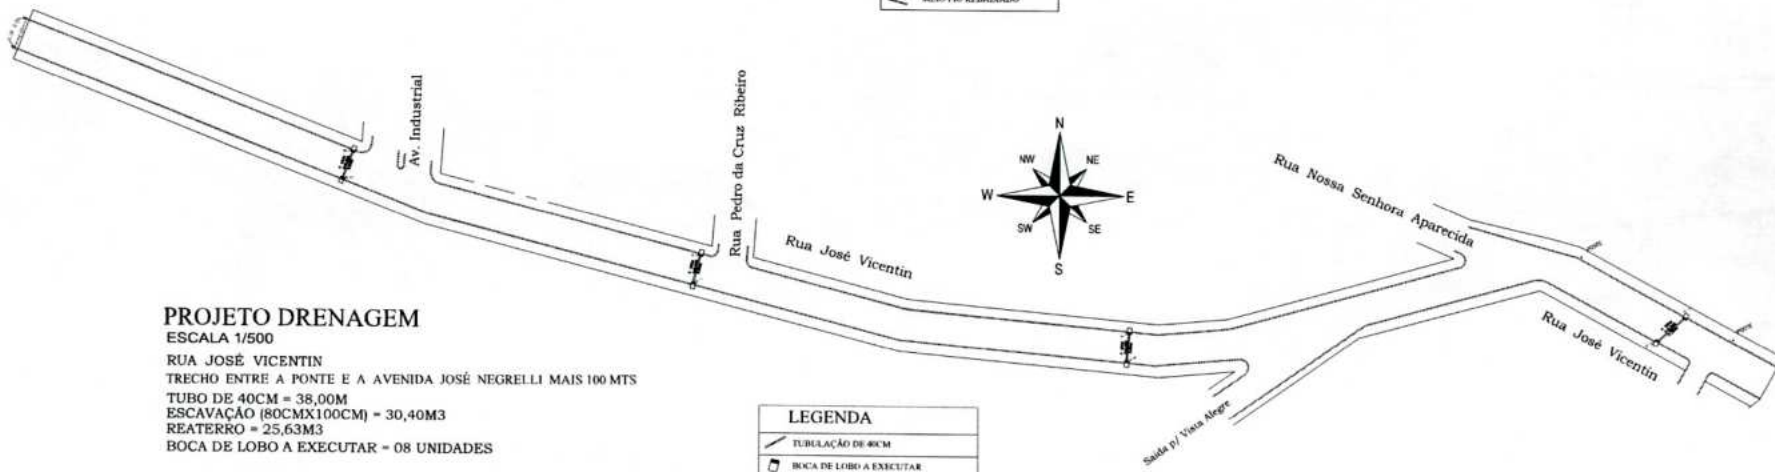 MEIO FIO REBAIXADO
Av. Industrial
Rua Pedro da Cruz Ribeiro
Rua José Vicentin
N
NW
NE
W
E
SW
SE
S
Rua Nossa Senhora Aparecida
Rua José Vicentin
Saída p/ Vista Alegre
PROJETO DRENAGEM
ESCALA 1/500
RUA JOSÉ VICENTIN
TRECHO ENTRE A PONTE E A AVENIDA JOSÉ NEGRELLI MAIS 100 MTS
TUBO DE 40CM = 38,00M
ESCAVAÇÃO (80CMX100CM) = 30,40M3
REATERRO = 25,63M3
BOCA DE LOBO A EXECUTAR = 08 UNIDADES
LEGENDA
TUBULAÇÃO DE 40CM
BOCA DE LOBO A EXECUTAR